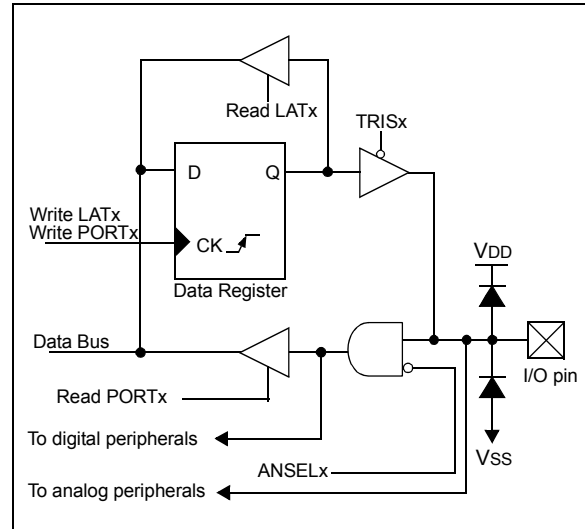 Read LATx
TRISx
D
Q
Write LATx
Write PORTx
CK
Data Register
VDD
Data Bus
I/O pin
Read PORTx
To digital peripherals
VSS
ANSELx
To analog peripherals